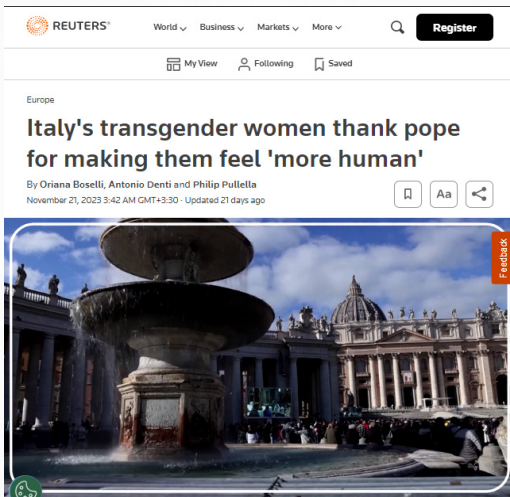 REUTERS®
World Business Markets More
Register
My View Following Saved
Europe
Italy's transgender women thank pope
for making them feel 'more human'
By Oriana Boselli, Antonio Denti and Philip Pullella
November 21, 2023 3:42 AM GMT+3:30 · Updated 21 days ago
Aa
Feedback